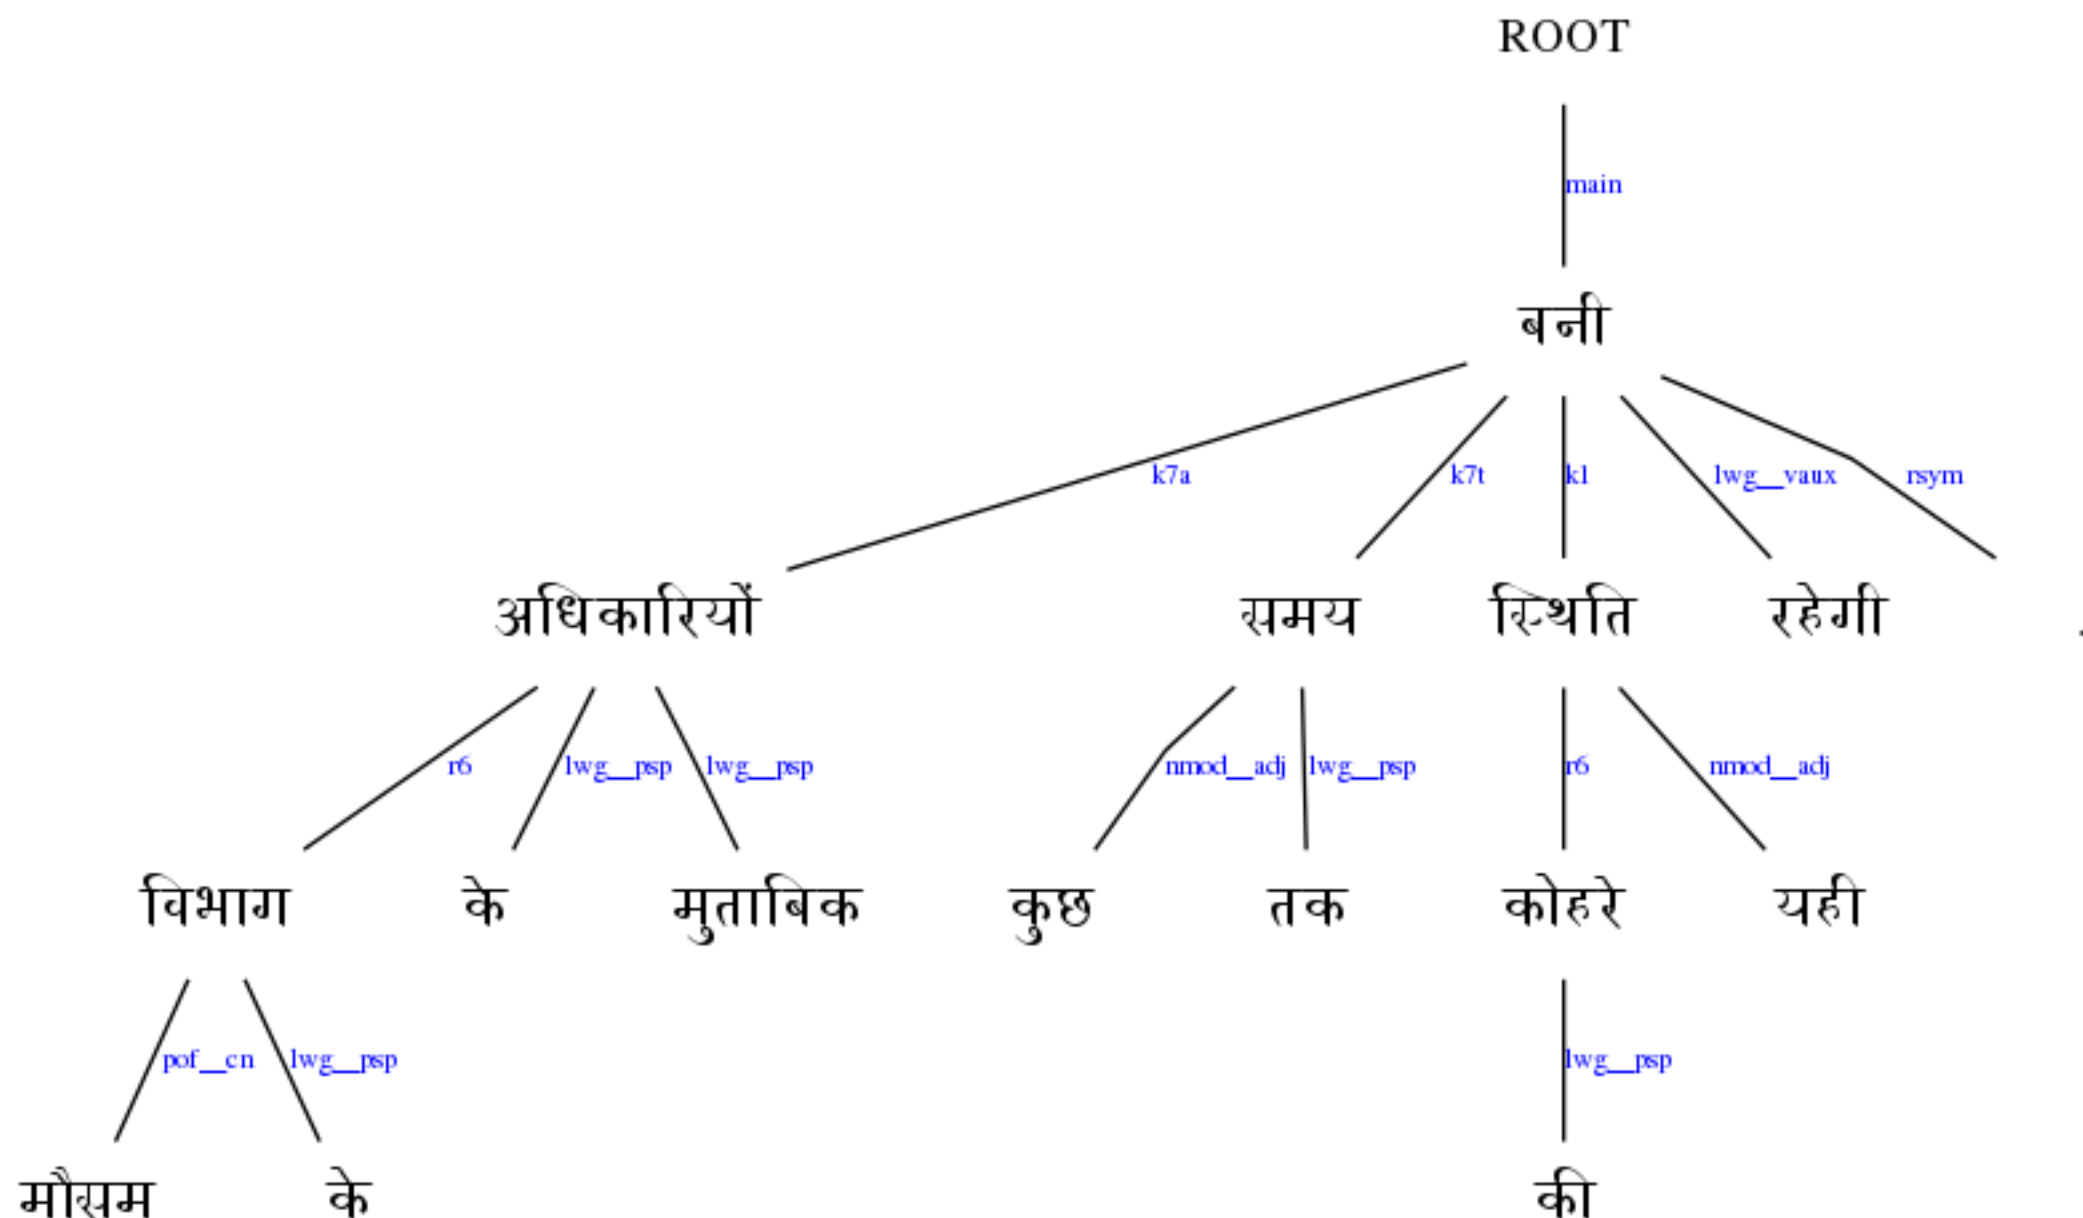 ROOT
main
बनी
k7a k7t k1 lwg__vaux rsym
अधिकारियों समय स्थिति रहेगी .
r6 lwg__psp lwg__psp nmod__adj lwg__psp r6 nmod__adj
विभाग के मुताबिक कुछ तक कोहरे यही
pof__cn lwg__psp lwg__psp
मौसम के की